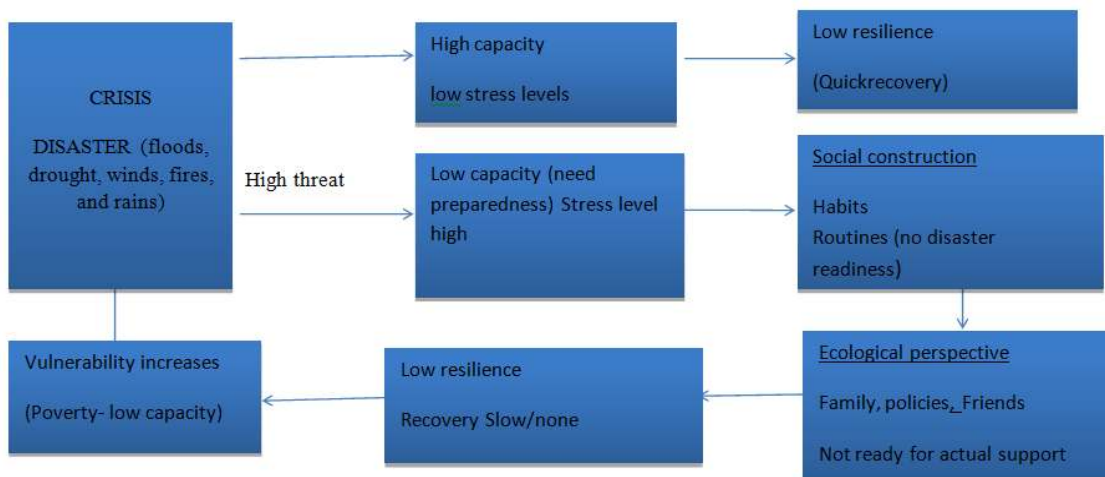 CRISIS
DISASTER (floods,
drought, winds, fires,
and rains)
High threat
High capacity
low stress levels
Low resilience
(Quickrecovery)
Low capacity (need
preparedness) Stress level
high
Social construction
Habits
Routines (no disaster
readiness)
Ecological perspective
Family, policies, Friends
Not ready for actual support
Low resilience
Recovery Slow/none
Vulnerability increases
(Poverty- low capacity)